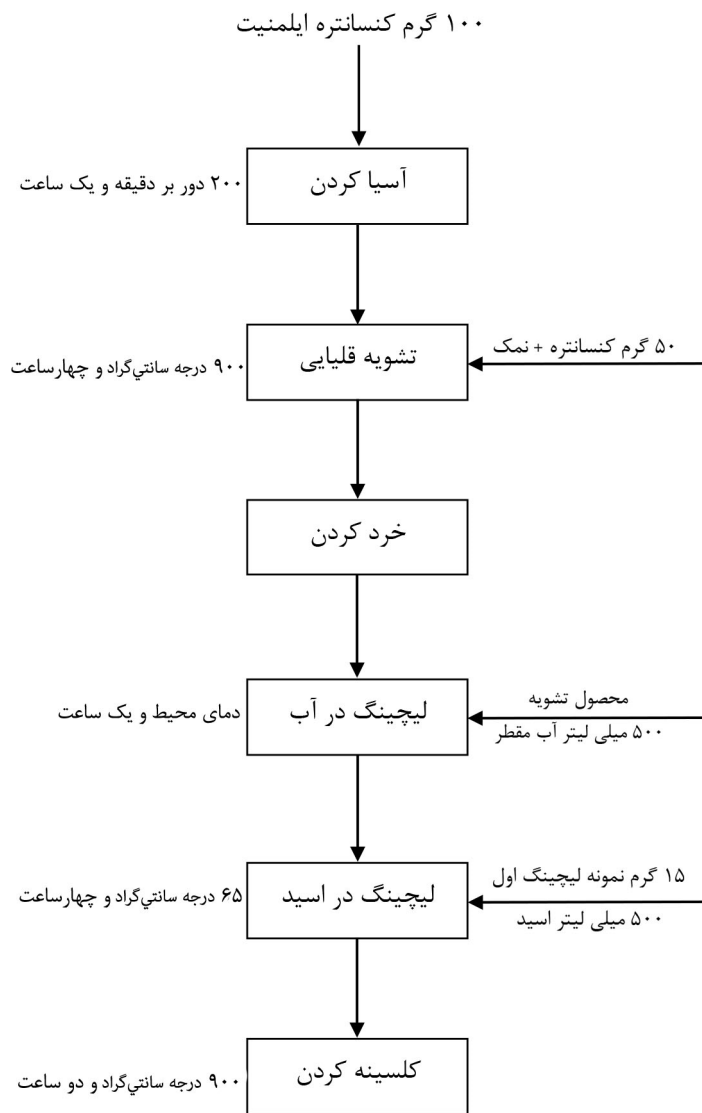 ۱۰۰ گرم کنسانتره ایلمنیت
آسیا کردن
۲۰۰ دور بر دقیقه و یک ساعت
تشویه قلیایی
۵۰ گرم کنسانتره + نمک
۹۰۰ درجه سانتي‌گراد و چهارساعت
خرد کردن
محصول تشویه
لیچینگ در آب
دمای محیط و یک ساعت
۵۰۰ میلی لیتر آب مقطر
۱۵ گرم نمونه لیچینگ اول
لیچینگ در اسید
۶۵ درجه سانتي‌گراد و چهارساعت
۵۰۰ میلی لیتر اسید
کلسینه کردن
۹۰۰ درجه سانتي‌گراد و دو ساعت